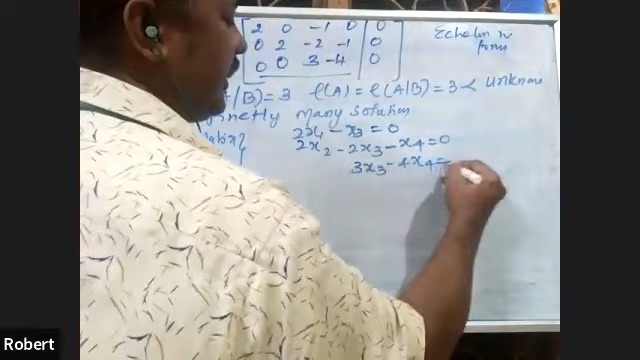 2 0 -1 0 | 0
0 2 -2 -1 | 0
0 0 3 -4 | 0
Echelon form
/B) = 3 ℓ(A) = ℓ(A|B) = 3 < unknown
many solution
2x1 - x3 = 0
2x2 - 2x3 - x4 = 0
3x3 - 4x4 =
Robert